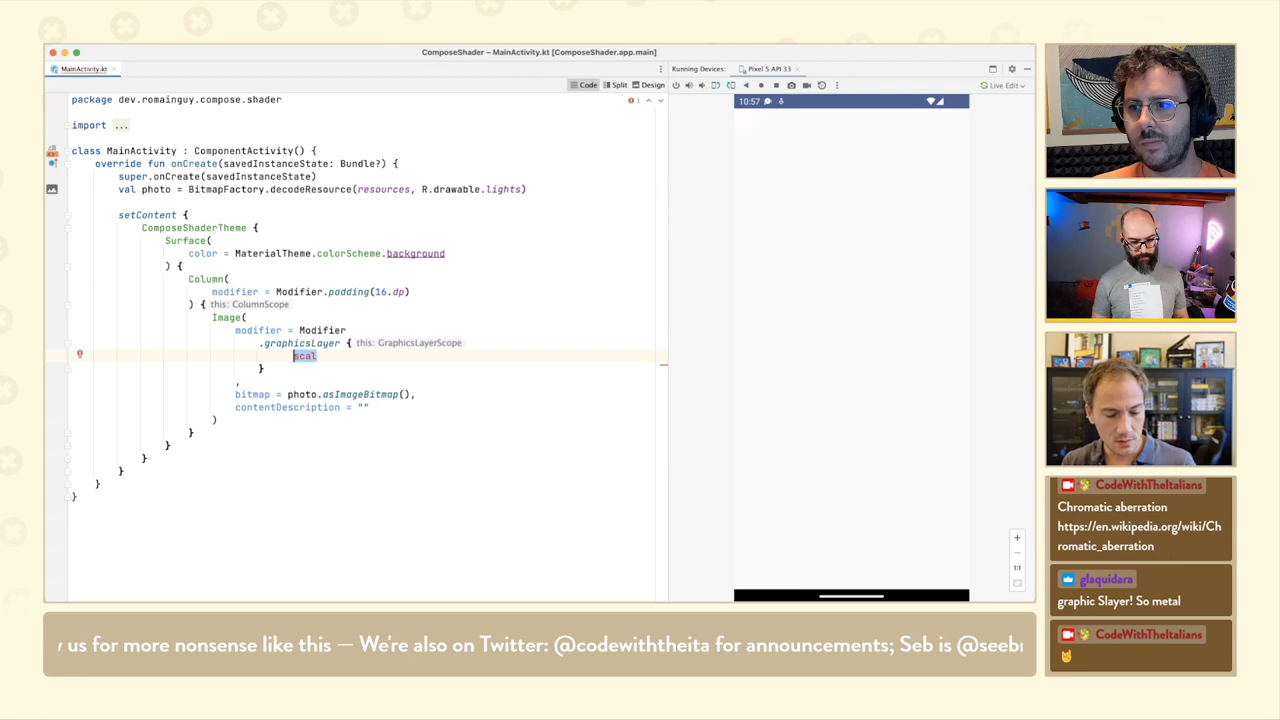 ComposeShader – MainActivity.kt [ComposeShader.app.main]
MainActivity.kt
Running Devices:
Pixel 5 API 33
Code
Split
Design
Live Edit
package dev.romainguy.compose.shader
1
10:57
import ...
class MainActivity : ComponentActivity() {
override fun onCreate(savedInstanceState: Bundle?) {
super.onCreate(savedInstanceState)
val photo = BitmapFactory.decodeResource(resources, R.drawable.lights)
setContent {
ComposeShaderTheme {
Surface(
color = MaterialTheme.colorScheme.background
) {
Column(
modifier = Modifier.padding(16.dp)
) { this: ColumnScope
Image(
modifier = Modifier
.graphicsLayer { this: GraphicsLayerScope
scal
}
,
bitmap = photo.asImageBitmap(),
contentDescription = ""
)
}
}
}
}
}
}
1:1
CodeWithTheItalians
Chromatic aberration
https://en.wikipedia.org/wiki/Ch
romatic_aberration
glaquidara
graphic Slayer! So metal
CodeWithTheItalians
🤘
us for more nonsense like this — We're also on Twitter: @codewiththeita for announcements; Seb is